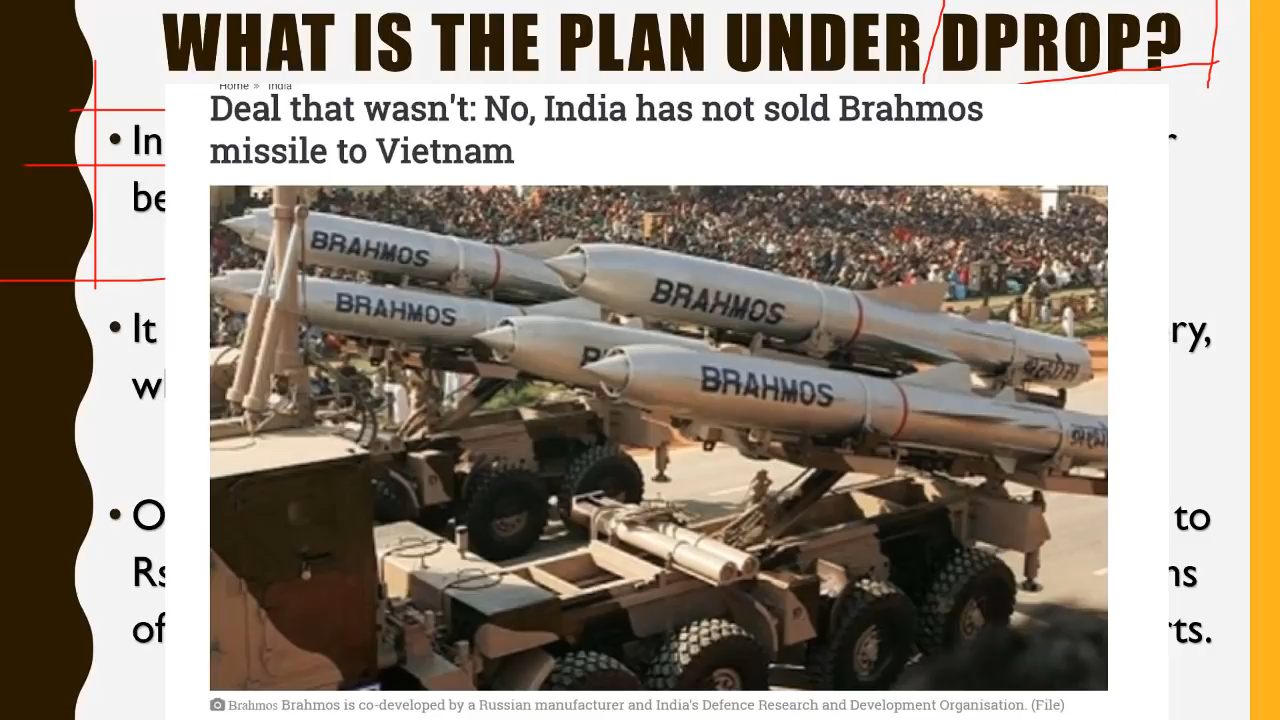 WHAT IS THE PLAN UNDER DPROP?
Home » India
Deal that wasn't: No, India has not sold Brahmos
missile to Vietnam
• In
be
• It
ry,
to
Rs
ns
of
rts.
BRAHMOS
BRAHMOS
BRAHMOS
BRAHMOS
ब्रह्मोस
Brahmos Brahmos is co-developed by a Russian manufacturer and India's Defence Research and Development Organisation. (File)